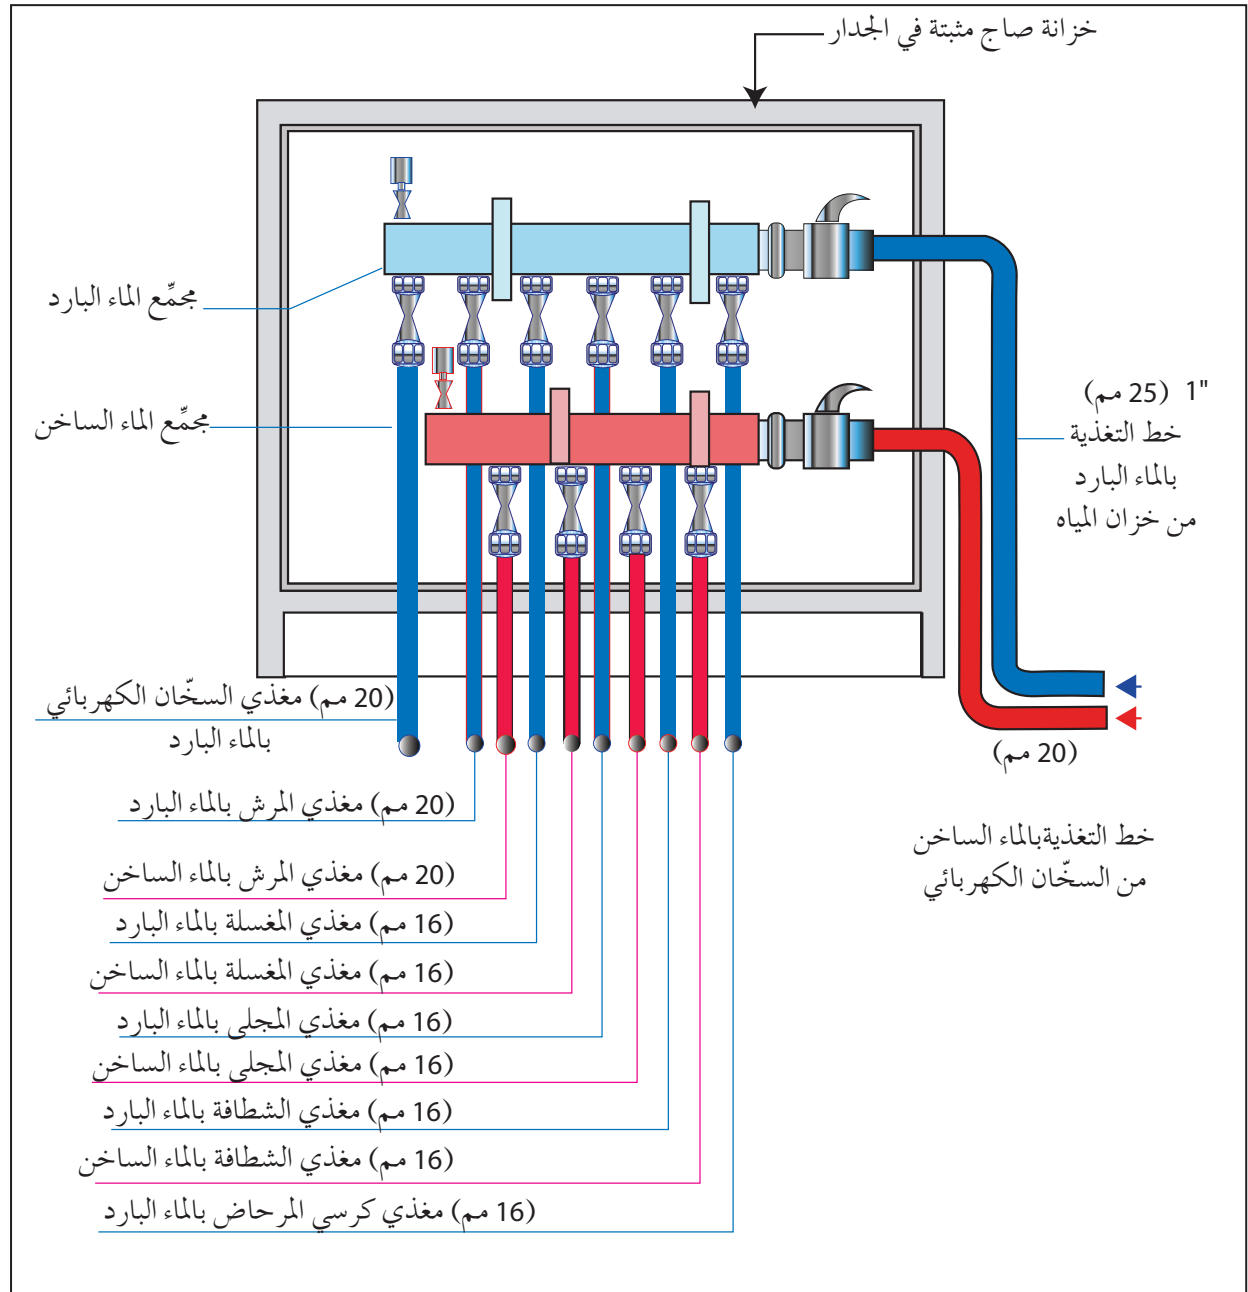 خزانة صاج مثبتة في الجدار
مجمِّع الماء البارد
مجمِّع الماء الساخن
1" (25 مم)
خط التغذية
بالماء البارد
من خزان المياه
(20 مم) مغذي السخّان الكهربائي
بالماء البارد
(20 مم)
خط التغذيةبالماء الساخن
من السخّان الكهربائي
(20 مم) مغذي المرش بالماء البارد
(20 مم) مغذي المرش بالماء الساخن
(16 مم) مغذي المغسلة بالماء البارد
(16 مم) مغذي المغسلة بالماء الساخن
(16 مم) مغذي المجلى بالماء البارد
(16 مم) مغذي المجلى بالماء الساخن
(16 مم) مغذي الشطافة بالماء البارد
(16 مم) مغذي الشطافة بالماء الساخن
(16 مم) مغذي كرسي المرحاض بالماء البارد